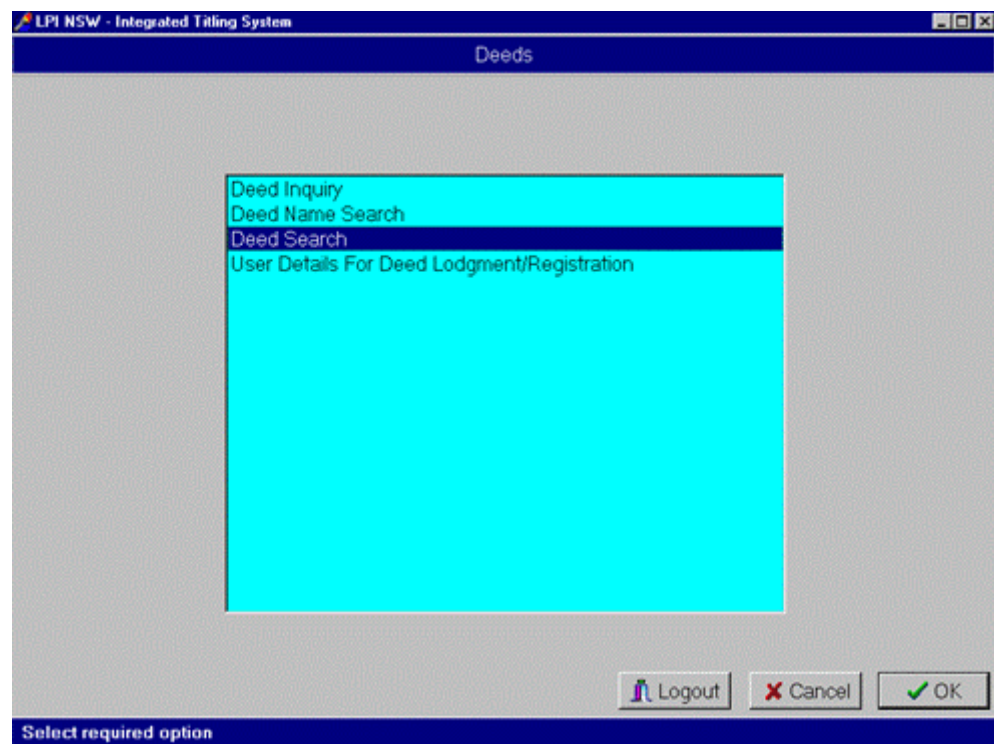 LPI NSW - Integrated Titling System
Deeds
Deed Inquiry
Deed Name Search
Deed Search
User Details For Deed Lodgment/Registration
Logout Cancel OK
Select required option